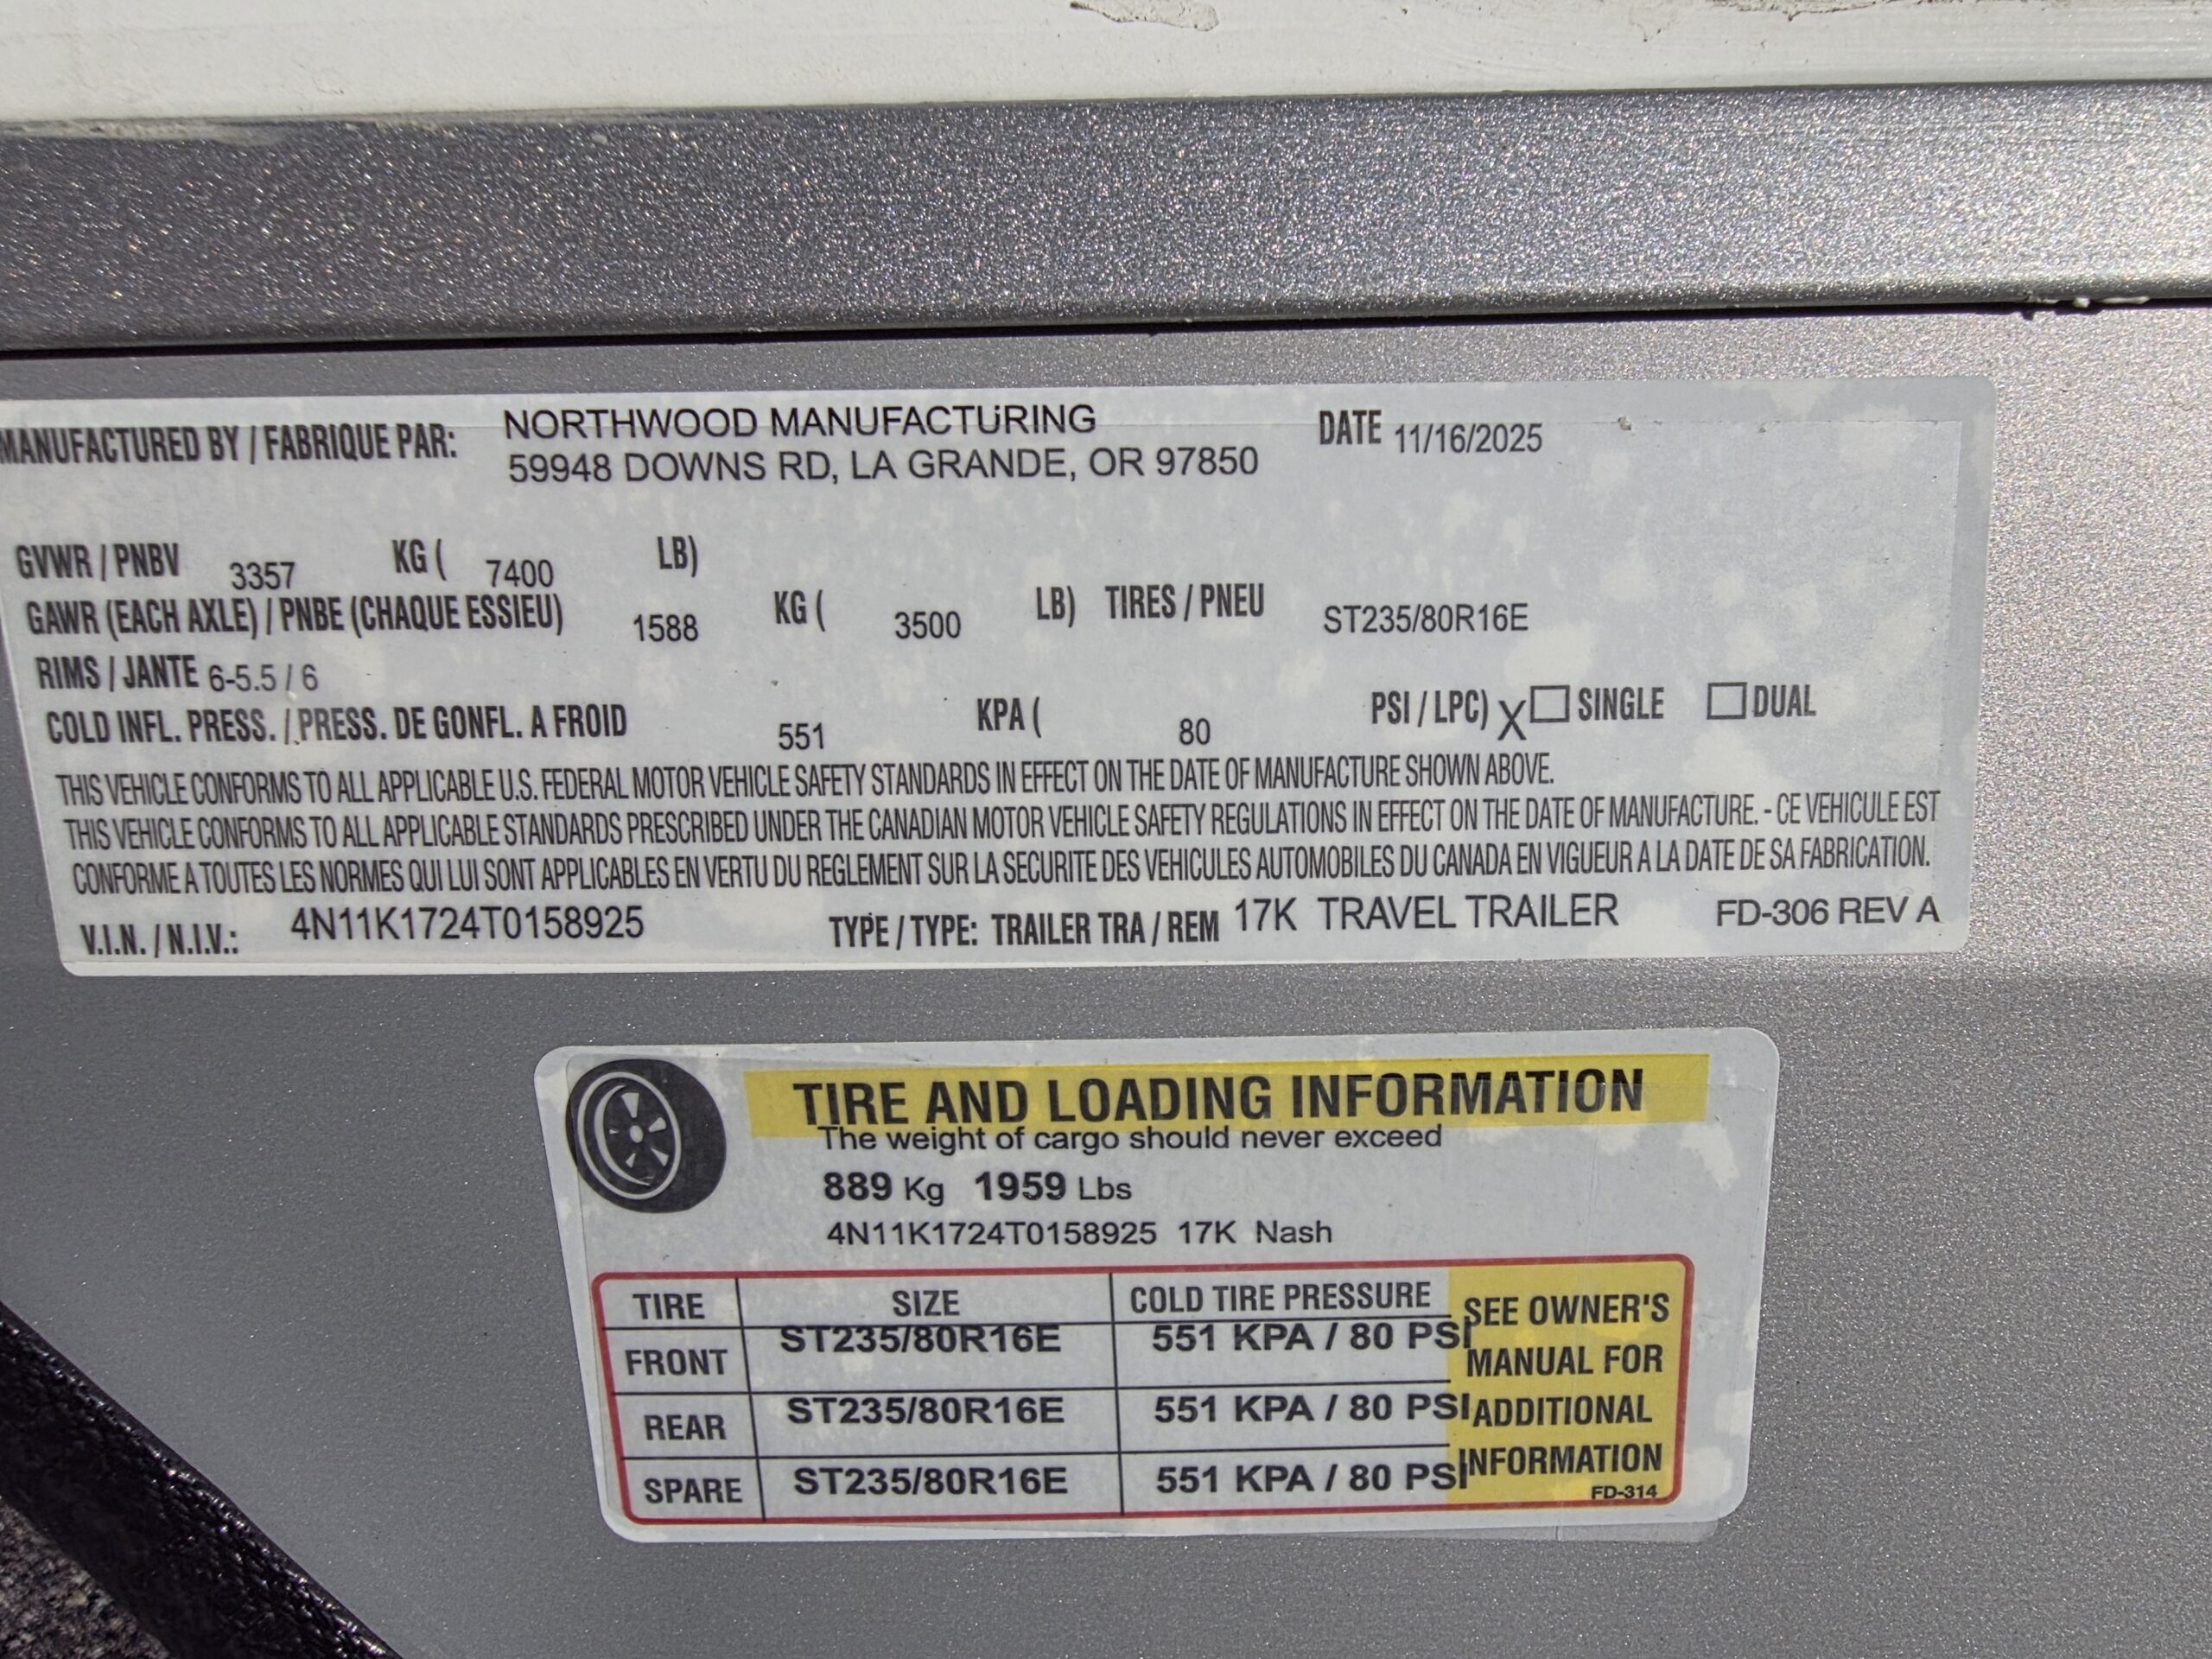 MANUFACTURED BY / FABRIQUE PAR: NORTHWOOD MANUFACTURING DATE 11/16/2025
59948 DOWNS RD, LA GRANDE, OR 97850
GVWR / PNBV 3357 KG ( 7400 LB)
GAWR (EACH AXLE) / PNBE (CHAQUE ESSIEU) 1588 KG ( 3500 LB) TIRES / PNEU ST235/80R16E
RIMS / JANTE 6-5.5 / 6
COLD INFL. PRESS. / PRESS. DE GONFL. A FROID 551 KPA ( 80 PSI / LPC) X☐ SINGLE ☐ DUAL
THIS VEHICLE CONFORMS TO ALL APPLICABLE U.S. FEDERAL MOTOR VEHICLE SAFETY STANDARDS IN EFFECT ON THE DATE OF MANUFACTURE SHOWN ABOVE.
THIS VEHICLE CONFORMS TO ALL APPLICABLE STANDARDS PRESCRIBED UNDER THE CANADIAN MOTOR VEHICLE SAFETY REGULATIONS IN EFFECT ON THE DATE OF MANUFACTURE. - CE VEHICULE EST
CONFORME A TOUTES LES NORMES QUI LUI SONT APPLICABLES EN VERTU DU REGLEMENT SUR LA SECURITE DES VEHICULES AUTOMOBILES DU CANADA EN VIGUEUR A LA DATE DE SA FABRICATION.
V.I.N. / N.I.V.: 4N11K1724T0158925 TYPE / TYPE: TRAILER TRA / REM 17K TRAVEL TRAILER FD-306 REV A
TIRE AND LOADING INFORMATION
The weight of cargo should never exceed
889 Kg 1959 Lbs
4N11K1724T0158925 17K Nash
TIRE SIZE COLD TIRE PRESSURE
FRONT ST235/80R16E 551 KPA / 80 PSI
REAR ST235/80R16E 551 KPA / 80 PSI
SPARE ST235/80R16E 551 KPA / 80 PSI
SEE OWNER'S
MANUAL FOR
ADDITIONAL
INFORMATION
FD-314